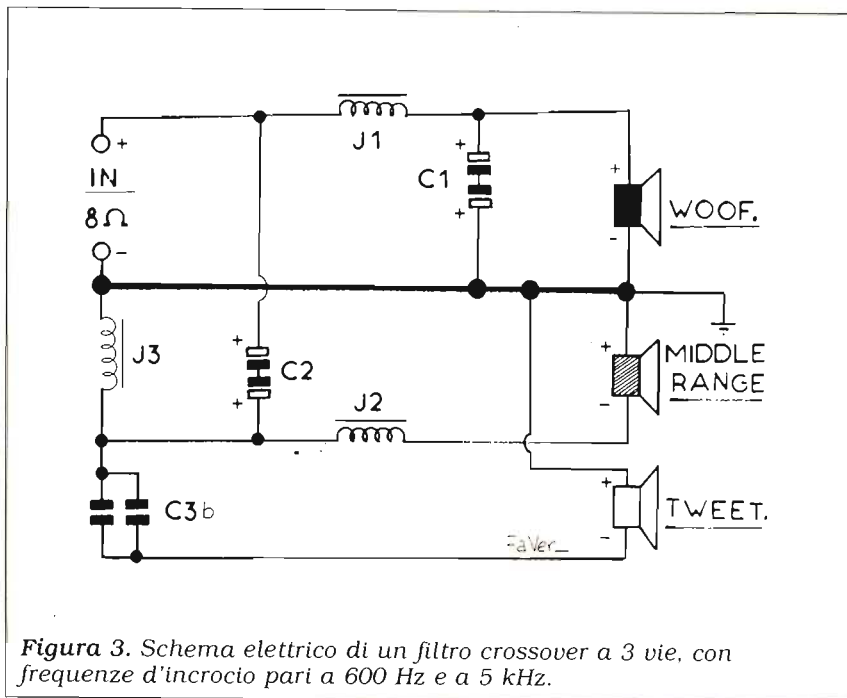 +
J1
IN
8Ω
-
+
C1
+
+
-
WOOF.
J3
+
C2
+
J2
+
-
MIDDLE
RANGE
C3b
+
-
TWEET.
FaVer_
Figura 3. Schema elettrico di un filtro crossover a 3 vie, con
frequenze d'incrocio pari a 600 Hz e a 5 kHz.